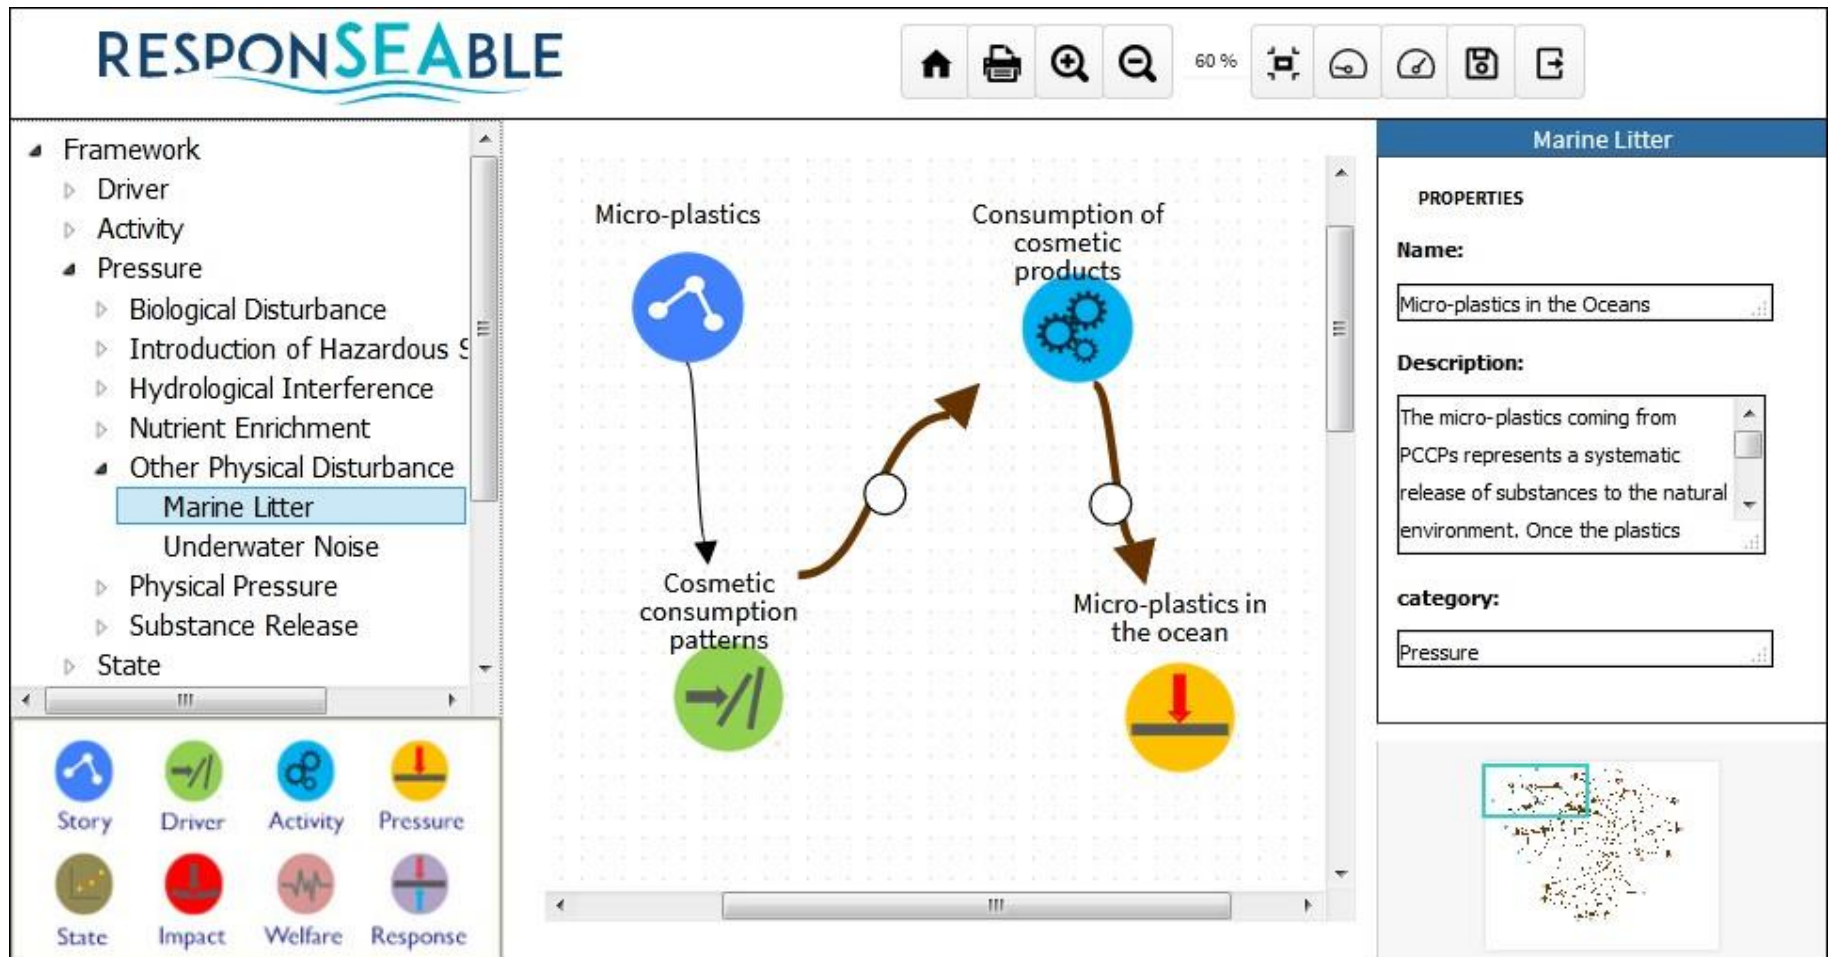 RESPONSEABLE
60 %
Framework
Driver
Activity
Pressure
Biological Disturbance
Introduction of Hazardous S
Hydrological Interference
Nutrient Enrichment
Other Physical Disturbance
Marine Litter
Underwater Noise
Physical Pressure
Substance Release
State
Story
Driver
Activity
Pressure
State
Impact
Welfare
Response
Micro-plastics
Consumption of
cosmetic
products
Cosmetic
consumption
patterns
Micro-plastics in
the ocean
Marine Litter
PROPERTIES
Name:
Micro-plastics in the Oceans
Description:
The micro-plastics coming from
PCCPs represents a systematic
release of substances to the natural
environment. Once the plastics
category:
Pressure